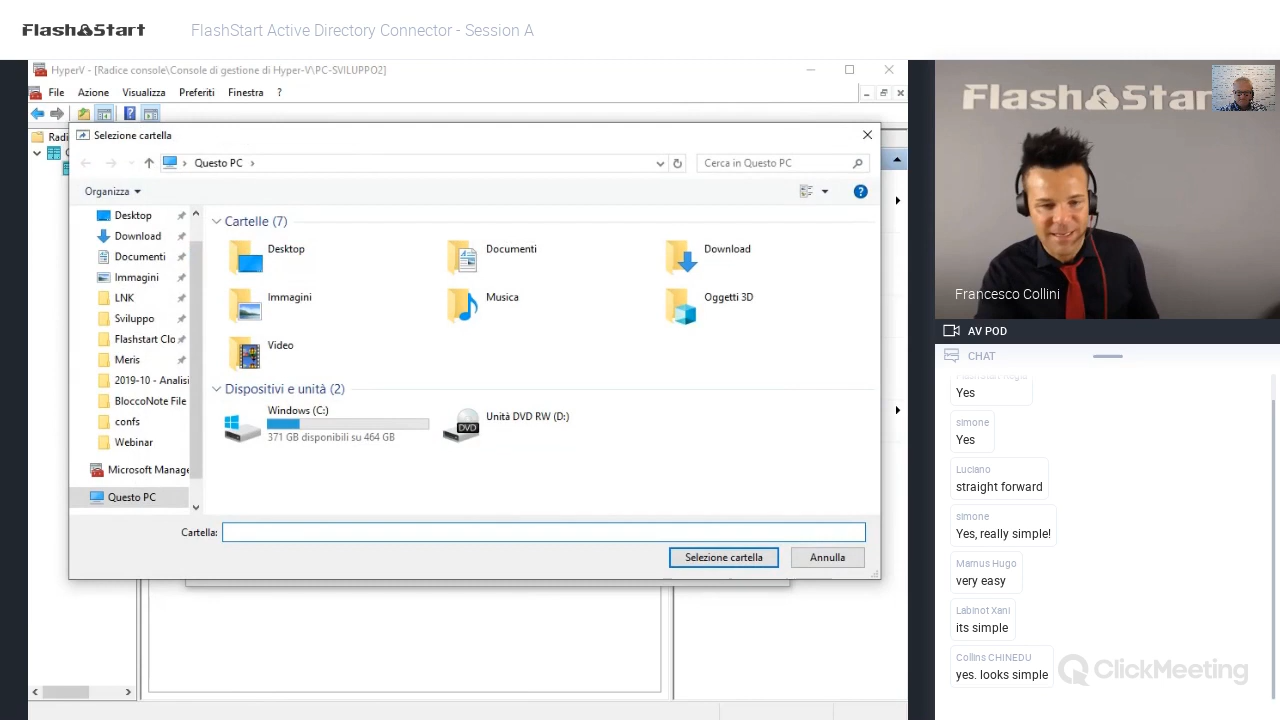 Flash&Start
FlashStart Active Directory Connector - Session A
HyperV - [Radice console\Console di gestione di Hyper-V\PC-SVILUPPO2]
File Azione Visualizza Preferiti Finestra ?
Radi
Selezione cartella
Questo PC
Cerca in Questo PC
Organizza
Desktop
Download
Documenti
Immagini
LNK
Sviluppo
Flashstart Clo
Meris
2019-10 - Analisi
BloccoNote File
confs
Webinar
Microsoft Manage
Questo PC
Cartelle (7)
Desktop
Documenti
Download
Immagini
Musica
Oggetti 3D
Video
Dispositivi e unità (2)
Windows (C:)
371 GB disponibili su 464 GB
DVD
Unità DVD RW (D:)
Cartella:
Selezione cartella
Annulla
Flash&Star
Francesco Collini
AV POD
CHAT
Yes
simone
Yes
Luciano
straight forward
simone
Yes, really simple!
Marnus Hugo
very easy
Labinot Xani
its simple
Collins CHINEDU
yes. looks simple
ClickMeeting